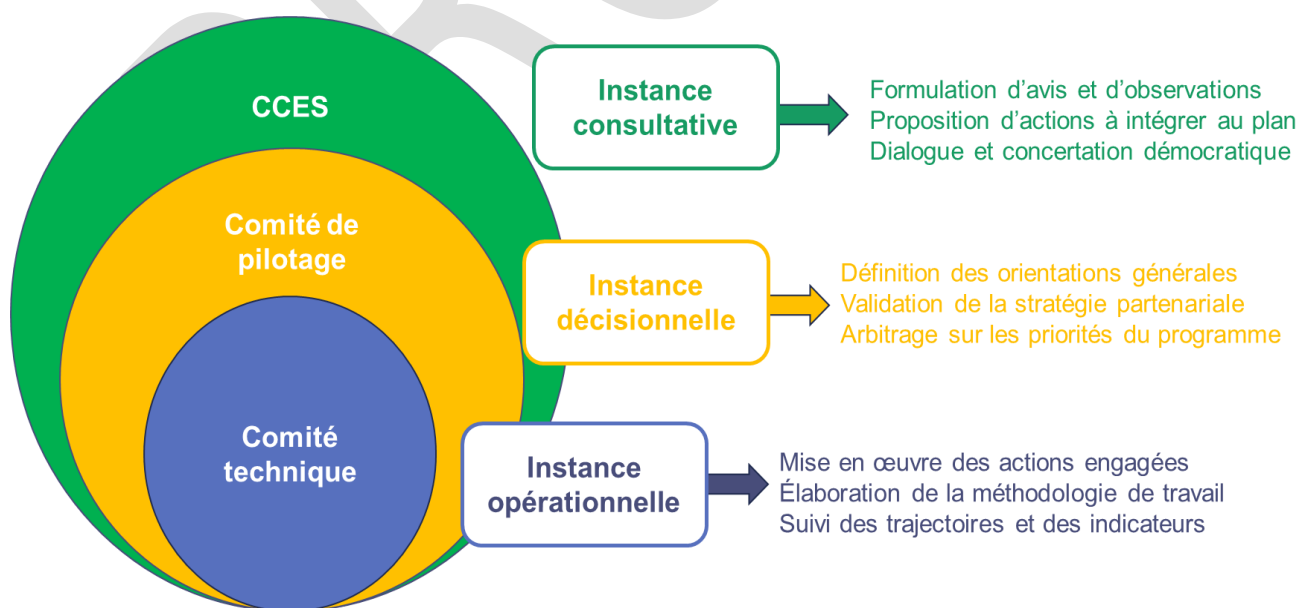 CCES
Instance
consultative
Formulation d’avis et d’observations
Proposition d’actions à intégrer au plan
Dialogue et concertation démocratique
Comité de
pilotage
Instance
décisionnelle
Définition des orientations générales
Validation de la stratégie partenariale
Arbitrage sur les priorités du programme
Comité
technique
Instance
opérationnelle
Mise en œuvre des actions engagées
Élaboration de la méthodologie de travail
Suivi des trajectoires et des indicateurs